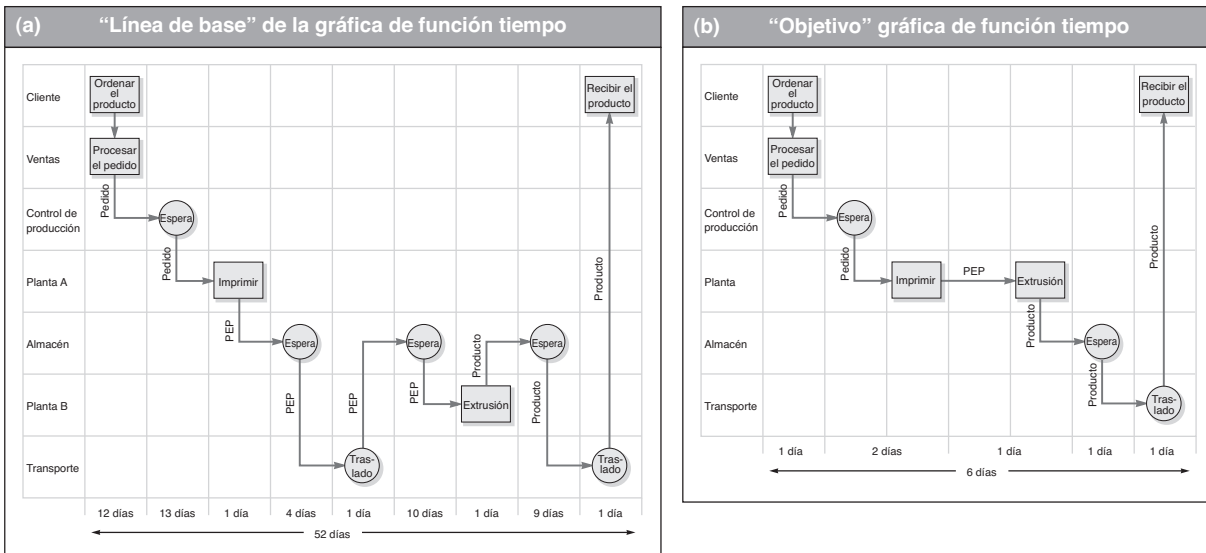 (a) “Línea de base” de la gráfica de función tiempo
Cliente
Ordenar
el
producto
Recibir el
producto
Ventas
Procesar
el pedido
Pedido
Control de
producción
Espera
Pedido
Planta A
Imprimir
PEP
Producto
Almacén
Espera
Espera
Espera
PEP
PEP
PEP
Producto
Producto
Planta B
Extrusión
Transporte
Tras-
lado
Tras-
lado
12 días 13 días 1 día 4 días 1 día 10 días 1 día 9 días 1 día
52 días
(b) “Objetivo” gráfica de función tiempo
Cliente
Ordenar
el
producto
Recibir el
producto
Ventas
Procesar
el pedido
Pedido
Control de
producción
Espera
Pedido
Planta
Imprimir
PEP
Extrusión
Producto
Producto
Almacén
Espera
Producto
Transporte
Tras-
lado
1 día 2 días 1 día 1 día 1 día
6 días